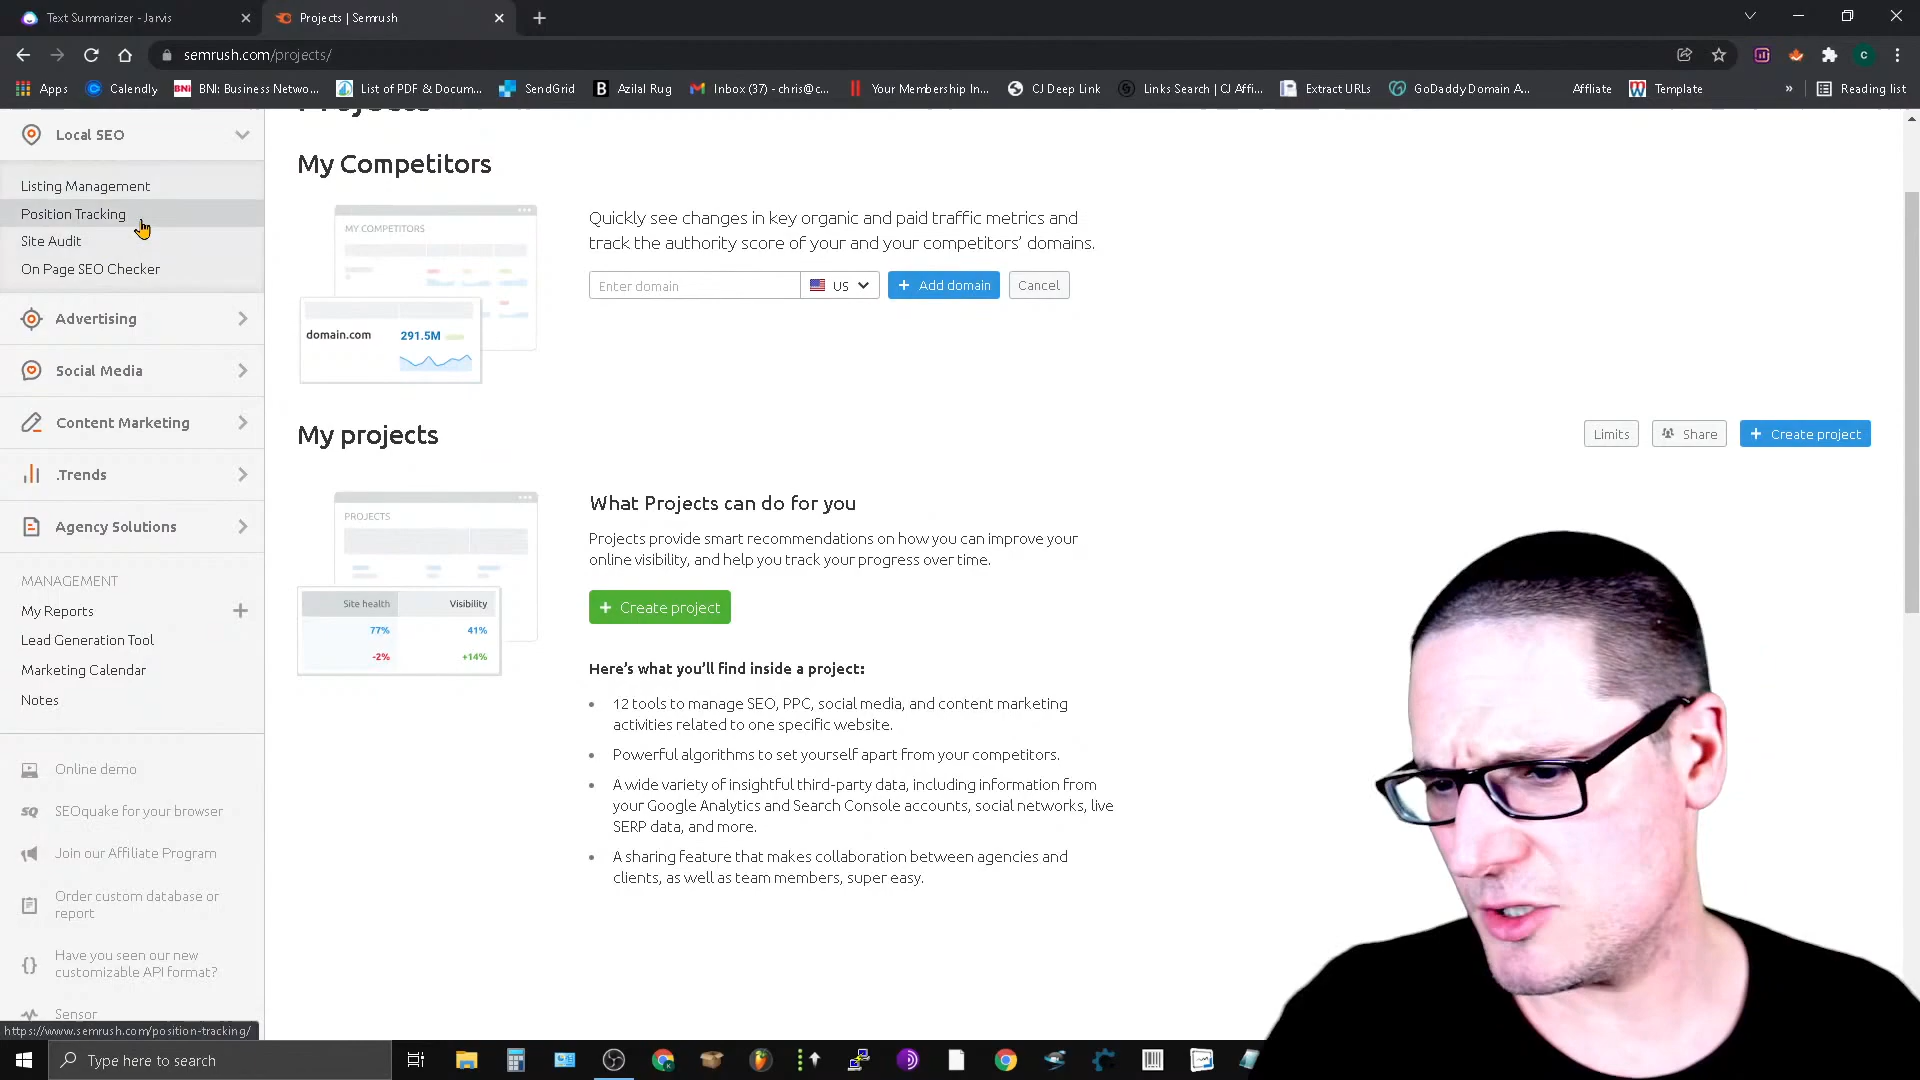 Text Summarizer - Jarvis
Projects | Semrush
semrush.com/projects/
Apps
Calendly
BNI: Business Netwo...
List of PDF & Docum...
SendGrid
Azilal Rug
Inbox (37) - chris@c...
Your Membership In...
CJ Deep Link
Links Search | CJ Affi...
Extract URLs
GoDaddy Domain A...
Affliate
Template
»
Reading list
Projects
Local SEO
Listing Management
Position Tracking
Site Audit
On Page SEO Checker
Advertising
Social Media
Content Marketing
.Trends
Agency Solutions
MANAGEMENT
My Reports
Lead Generation Tool
Marketing Calendar
Notes
Online demo
SEOquake for your browser
Join our Affiliate Program
Order custom database or
report
Have you seen our new
customizable API format?
Sensor
https://www.semrush.com/position-tracking/
My Competitors
MY COMPETITORS
domain.com 291.5M
Quickly see changes in key organic and paid traffic metrics and
track the authority score of your and your competitors' domains.
Enter domain
US
+ Add domain
Cancel
My projects
Limits
Share
+ Create project
PROJECTS
Site health Visibility
77% 41%
-2% +14%
What Projects can do for you
Projects provide smart recommendations on how you can improve your
online visibility, and help you track your progress over time.
+ Create project
Here's what you'll find inside a project:
• 12 tools to manage SEO, PPC, social media, and content marketing
activities related to one specific website.
• Powerful algorithms to set yourself apart from your competitors.
• A wide variety of insightful third-party data, including information from
your Google Analytics and Search Console accounts, social networks, live
SERP data, and more.
• A sharing feature that makes collaboration between agencies and
clients, as well as team members, super easy.
Type here to search